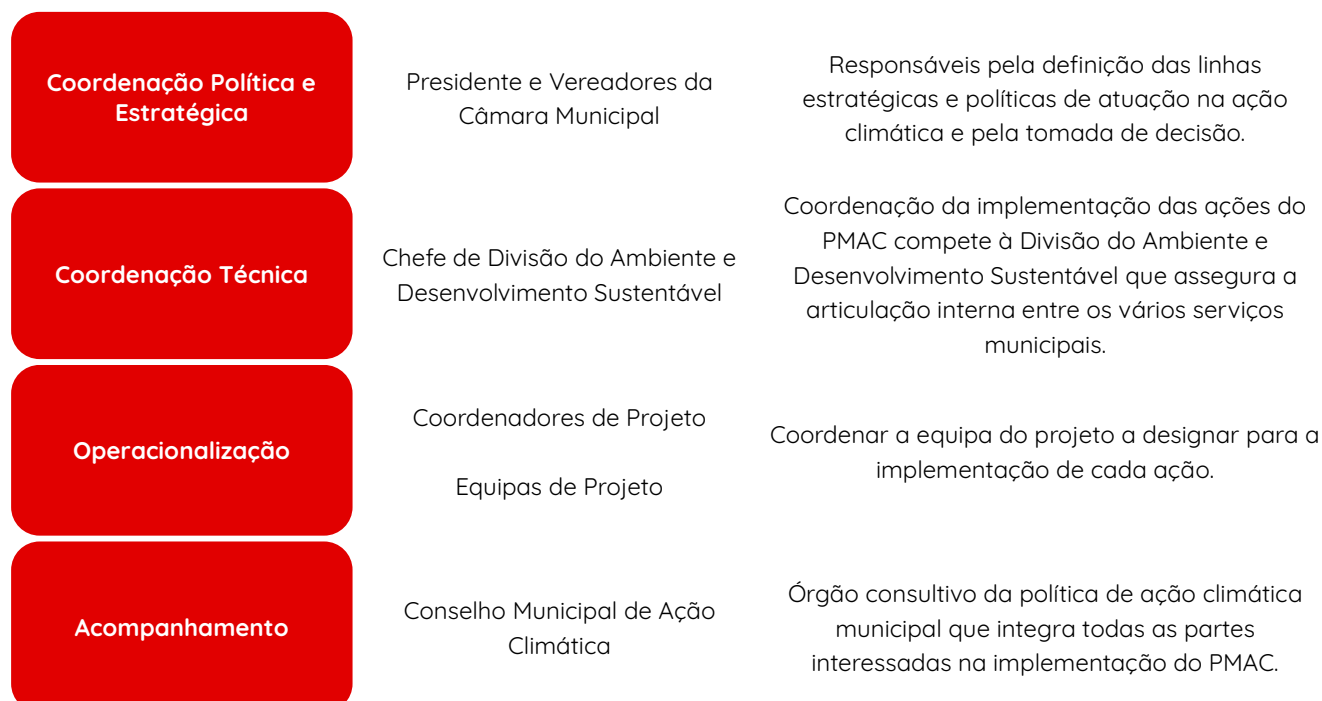 Coordenação Política e
Estratégica
Presidente e Vereadores da
Câmara Municipal
Responsáveis pela definição das linhas
estratégicas e políticas de atuação na ação
climática e pela tomada de decisão.
Coordenação Técnica
Chefe de Divisão do Ambiente e
Desenvolvimento Sustentável
Coordenação da implementação das ações do
PMAC compete à Divisão do Ambiente e
Desenvolvimento Sustentável que assegura a
articulação interna entre os vários serviços
municipais.
Operacionalização
Coordenadores de Projeto
Equipas de Projeto
Coordenar a equipa do projeto a designar para a
implementação de cada ação.
Acompanhamento
Conselho Municipal de Ação
Climática
Órgão consultivo da política de ação climática
municipal que integra todas as partes
interessadas na implementação do PMAC.